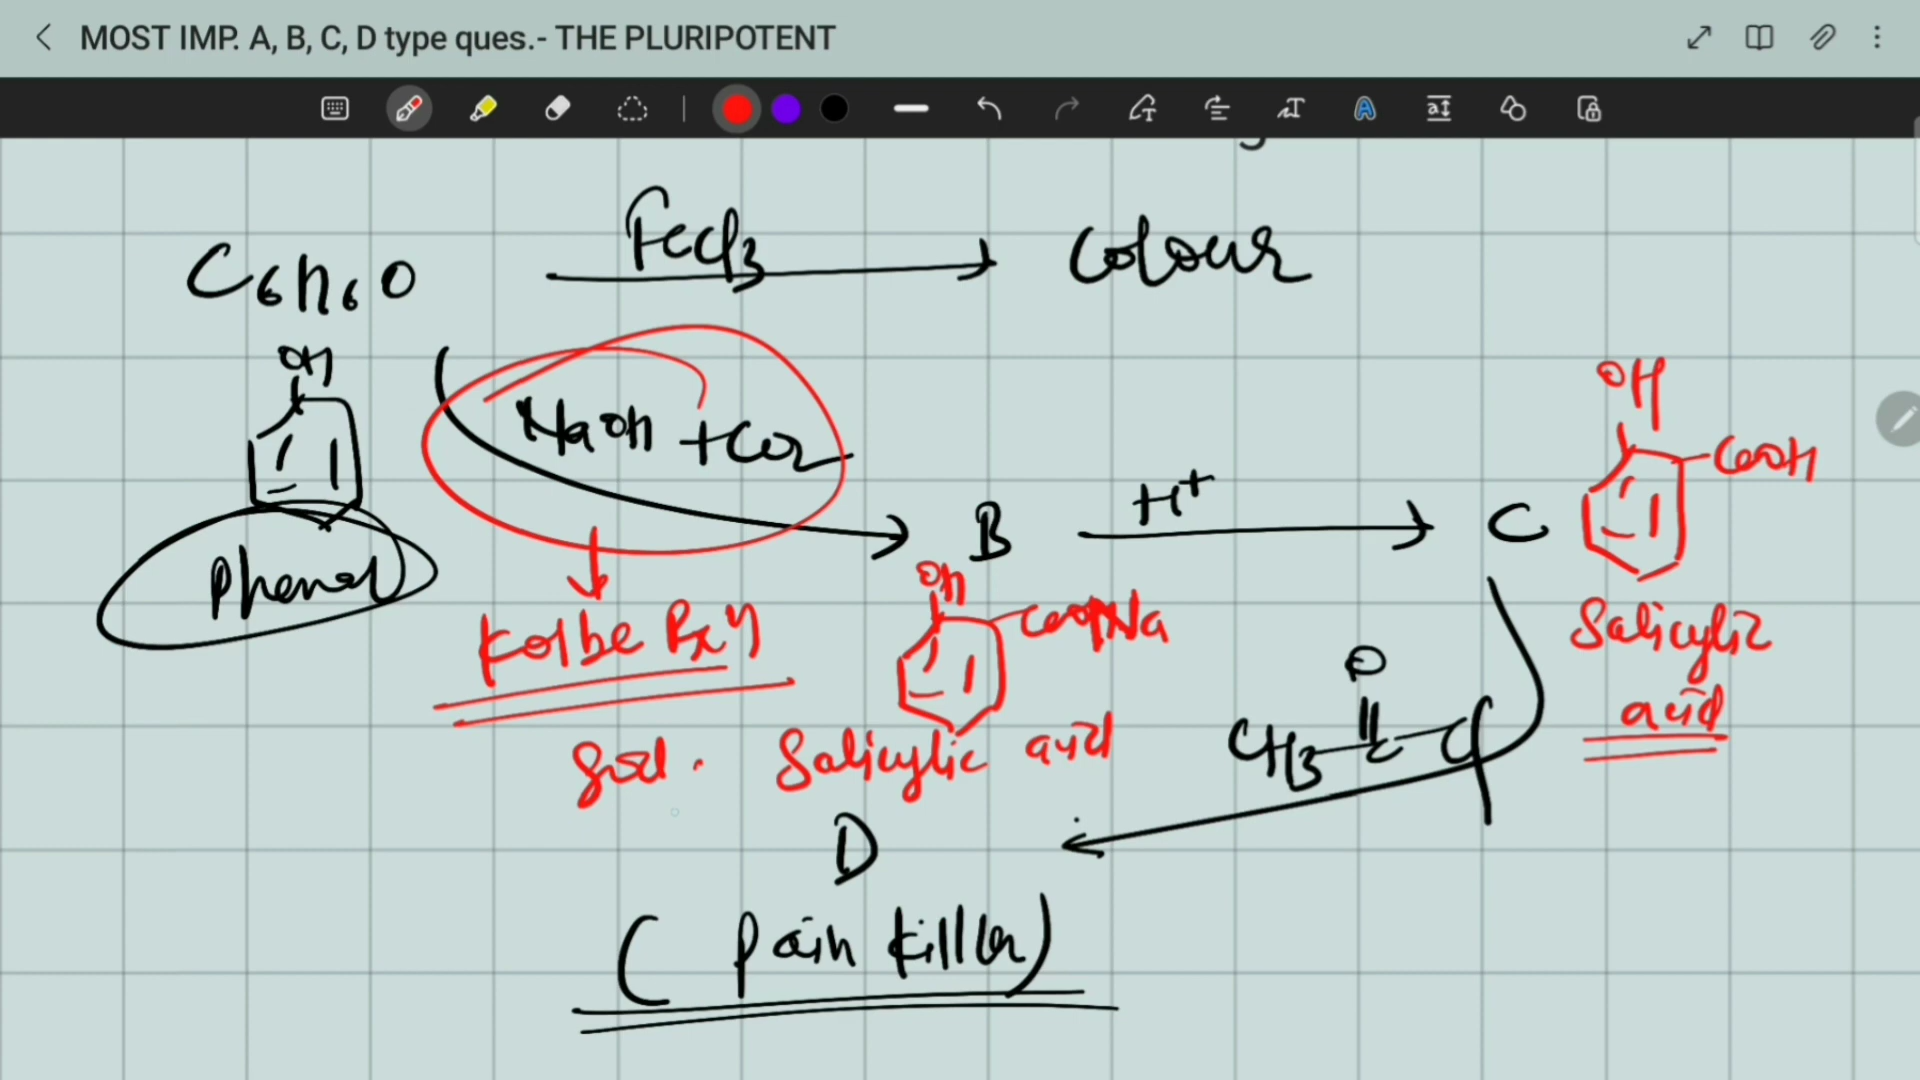 MOST IMP. A, B, C, D type ques.- THE PLURIPOTENT
C6H6O FeCl3 Colour
OH
Phenol
NaOH + CO2
B H+ C
OH
COOH
Salicylic
acid
Kolbe Rxn
OH
COONa
Sod. Salicylic acid
O
CH3 - C - Cl
D
( Pain killer )